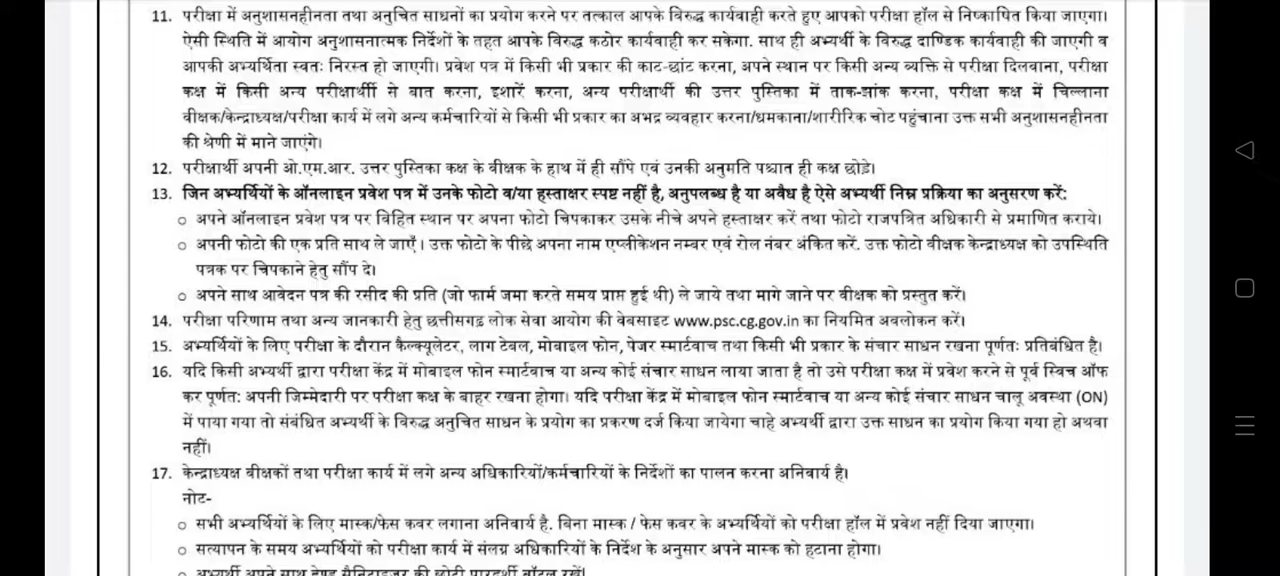 11. परीक्षा में अनुशासनहीनता तथा अनुचित साधनों का प्रयोग करने पर तत्काल आपके विरुद्ध कार्यवाही करते हुए आपको परीक्षा हॉल से निष्कापित किया जाएगा।
ऐसी स्थिति में आयोग अनुशासनात्मक निर्देशों के तहत आपके विरुद्ध कठोर कार्यवाही कर सकेगा. साथ ही अभ्यर्थी के विरुद्ध दाण्डिक कार्यवाही की जाएगी व
आपकी अभ्यर्थिता स्वतः निरस्त हो जाएगी। प्रवेश पत्र में किसी भी प्रकार की काट-छांट करना, अपने स्थान पर किसी अन्य व्यक्ति से परीक्षा दिलवाना, परीक्षा
कक्ष में किसी अन्य परीक्षार्थी से बात करना, इशारें करना, अन्य परीक्षार्थी की उत्तर पुस्तिका में ताक-झांक करना, परीक्षा कक्ष में चिल्लाना
वीक्षक/केन्द्राध्यक्ष/परीक्षा कार्य में लगे अन्य कर्मचारियों से किसी भी प्रकार का अभद्र व्यवहार करना/धमकाना/शारीरिक चोट पहुंचाना उक्त सभी अनुशासनहीनता
की श्रेणी में माने जाएंगे।
12. परीक्षार्थी अपनी ओ.एम.आर. उत्तर पुस्तिका कक्ष के वीक्षक के हाथ में ही सौंपे एवं उनकी अनुमति पश्चात ही कक्ष छोड़े।
13. जिन अभ्यर्थियों के ऑनलाइन प्रवेश पत्र में उनके फोटो व/या हस्ताक्षर स्पष्ट नहीं है, अनुपलब्ध है या अवैध है ऐसे अभ्यर्थी निम्न प्रक्रिया का अनुसरण करें:
○ अपने ऑनलाइन प्रवेश पत्र पर विहित स्थान पर अपना फोटो चिपकाकर उसके नीचे अपने हस्ताक्षर करें तथा फोटो राजपत्रित अधिकारी से प्रमाणित कराये।
○ अपनी फोटो की एक प्रति साथ ले जाएँ। उक्त फोटो के पीछे अपना नाम एप्लीकेशन नम्बर एवं रोल नंबर अंकित करें. उक्त फोटो वीक्षक केन्द्राध्यक्ष को उपस्थिति
पत्रक पर चिपकाने हेतु सौंप दे।
○ अपने साथ आवेदन पत्र की रसीद की प्रति (जो फार्म जमा करते समय प्राप्त हुई थी) ले जाये तथा मागे जाने पर वीक्षक को प्रस्तुत करें।
14. परीक्षा परिणाम तथा अन्य जानकारी हेतु छत्तीसगढ़ लोक सेवा आयोग की वेबसाइट www.psc.cg.gov.in का नियमित अवलोकन करें।
15. अभ्यर्थियों के लिए परीक्षा के दौरान कैल्क्यूलेटर, लाग टेबल, मोबाइल फोन, पेजर स्मार्टवाच तथा किसी भी प्रकार के संचार साधन रखना पूर्णतः प्रतिबंधित है।
16. यदि किसी अभ्यर्थी द्वारा परीक्षा केंद्र में मोबाइल फोन स्मार्टवाच या अन्य कोई संचार साधन लाया जाता है तो उसे परीक्षा कक्ष में प्रवेश करने से पूर्व स्विच ऑफ
कर पूर्णत: अपनी जिम्मेदारी पर परीक्षा कक्ष के बाहर रखना होगा। यदि परीक्षा केंद्र में मोबाइल फोन स्मार्टवाच या अन्य कोई संचार साधन चालू अवस्था (ON)
में पाया गया तो संबंधित अभ्यर्थी के विरुद्ध अनुचित साधन के प्रयोग का प्रकरण दर्ज किया जायेगा चाहे अभ्यर्थी द्वारा उक्त साधन का प्रयोग किया गया हो अथवा
नहीं।
17. केन्द्राध्यक्ष वीक्षकों तथा परीक्षा कार्य में लगे अन्य अधिकारियों/कर्मचारियों के निर्देशों का पालन करना अनिवार्य है।
नोट-
○ सभी अभ्यर्थियों के लिए मास्क/फेस कवर लगाना अनिवार्य है. बिना मास्क / फेस कवर के अभ्यर्थियों को परीक्षा हॉल में प्रवेश नहीं दिया जाएगा।
○ सत्यापन के समय अभ्यर्थियों को परीक्षा कार्य में संलग्न अधिकारियों के निर्देश के अनुसार अपने मास्क को हटाना होगा।
○ अभ्यर्थी अपने साथ हेण्ड सैनिटाइजर की छोटी पारदर्शी बॉटल रखें।